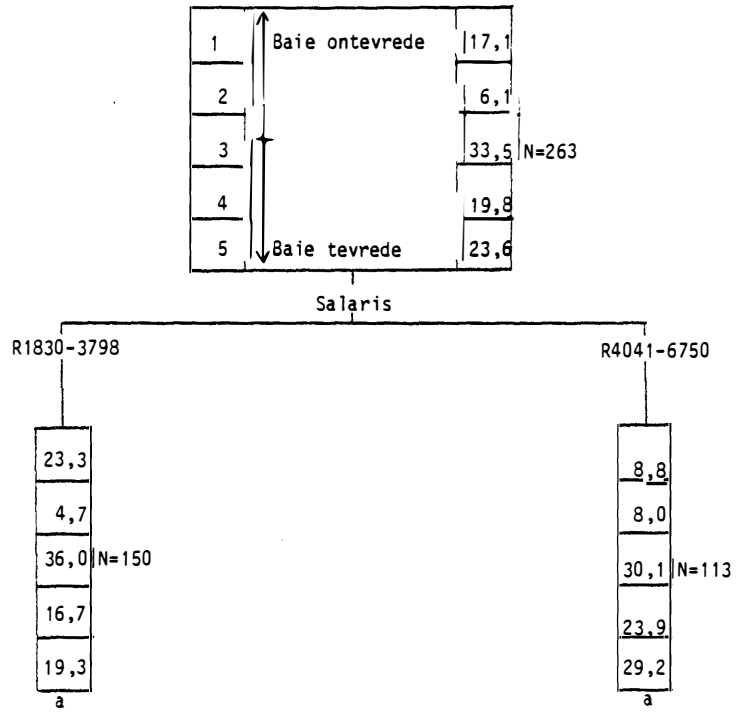 1 Baie ontevrede 17,1
2 6,1
3 33,5 N=263
4 19,8
5 Baie tevrede 23,6
Salaris
R1830-3798 R4041-6750
23,3 8,8
4,7 8,0
36,0 N=150 30,1 N=113
16,7 23,9
19,3 29,2
a a